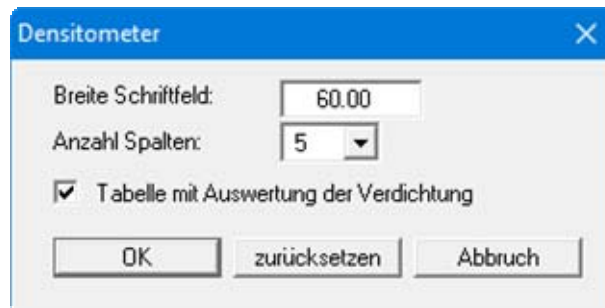 Densitometer
Breite Schriftfeld: 60.00
Anzahl Spalten: 5
Tabelle mit Auswertung der Verdichtung
OK zurücksetzen Abbruch